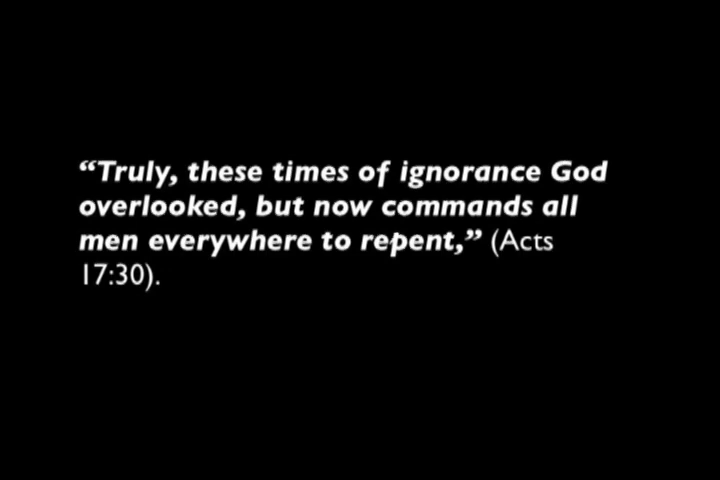 “Truly, these times of ignorance God
overlooked, but now commands all
men everywhere to repent,” (Acts
17:30).